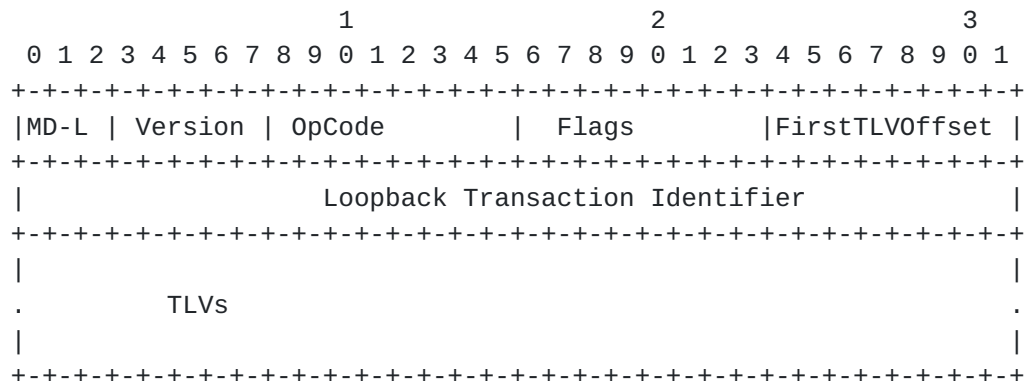 1                   2                   3
 0 1 2 3 4 5 6 7 8 9 0 1 2 3 4 5 6 7 8 9 0 1 2 3 4 5 6 7 8 9 0 1
+-+-+-+-+-+-+-+-+-+-+-+-+-+-+-+-+-+-+-+-+-+-+-+-+-+-+-+-+-+-+-+-+
|MD-L | Version | OpCode        |  Flags        |FirstTLVOffset |
+-+-+-+-+-+-+-+-+-+-+-+-+-+-+-+-+-+-+-+-+-+-+-+-+-+-+-+-+-+-+-+-+
|                   Loopback Transaction Identifier             |
+-+-+-+-+-+-+-+-+-+-+-+-+-+-+-+-+-+-+-+-+-+-+-+-+-+-+-+-+-+-+-+-+
|                                                               |
.         TLVs                                                  .
|                                                               |
+-+-+-+-+-+-+-+-+-+-+-+-+-+-+-+-+-+-+-+-+-+-+-+-+-+-+-+-+-+-+-+-+